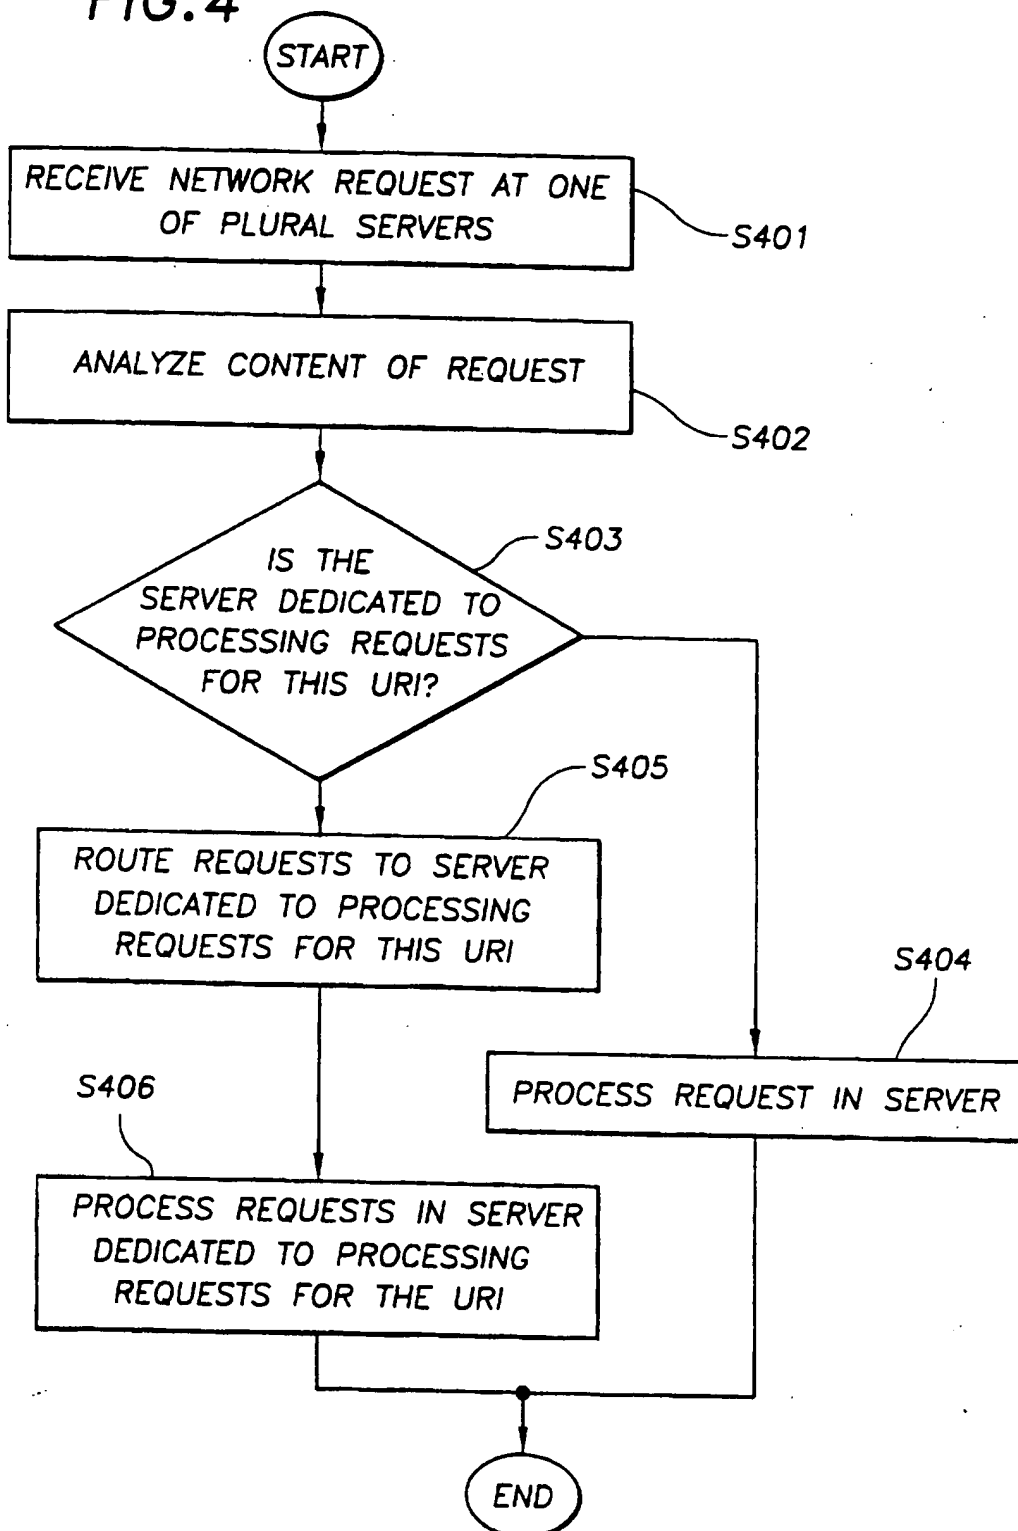 FIG.4
START
RECEIVE NETWORK REQUEST AT ONE
OF PLURAL SERVERS
S401
ANALYZE CONTENT OF REQUEST
S402
S403
IS THE
SERVER DEDICATED TO
PROCESSING REQUESTS
FOR THIS URI?
S405
ROUTE REQUESTS TO SERVER
DEDICATED TO PROCESSING
REQUESTS FOR THIS URI
S404
PROCESS REQUEST IN SERVER
S406
PROCESS REQUESTS IN SERVER
DEDICATED TO PROCESSING
REQUESTS FOR THE URI
END